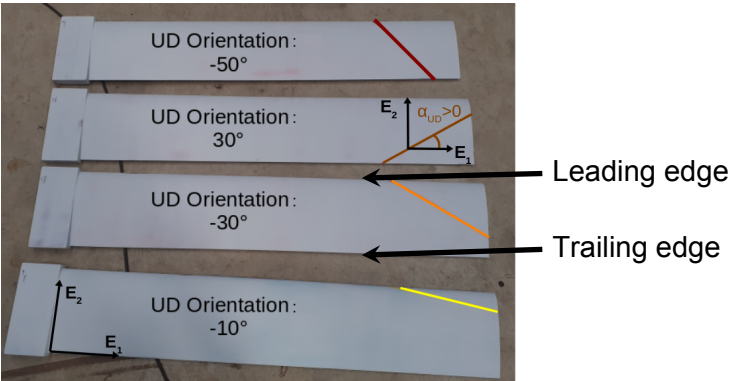 UD Orientation:
-50°
UD Orientation:
30°
E₂
α_UD>0
E₁
Leading edge
UD Orientation:
-30°
Trailing edge
UD Orientation:
-10°
E₂
E₁